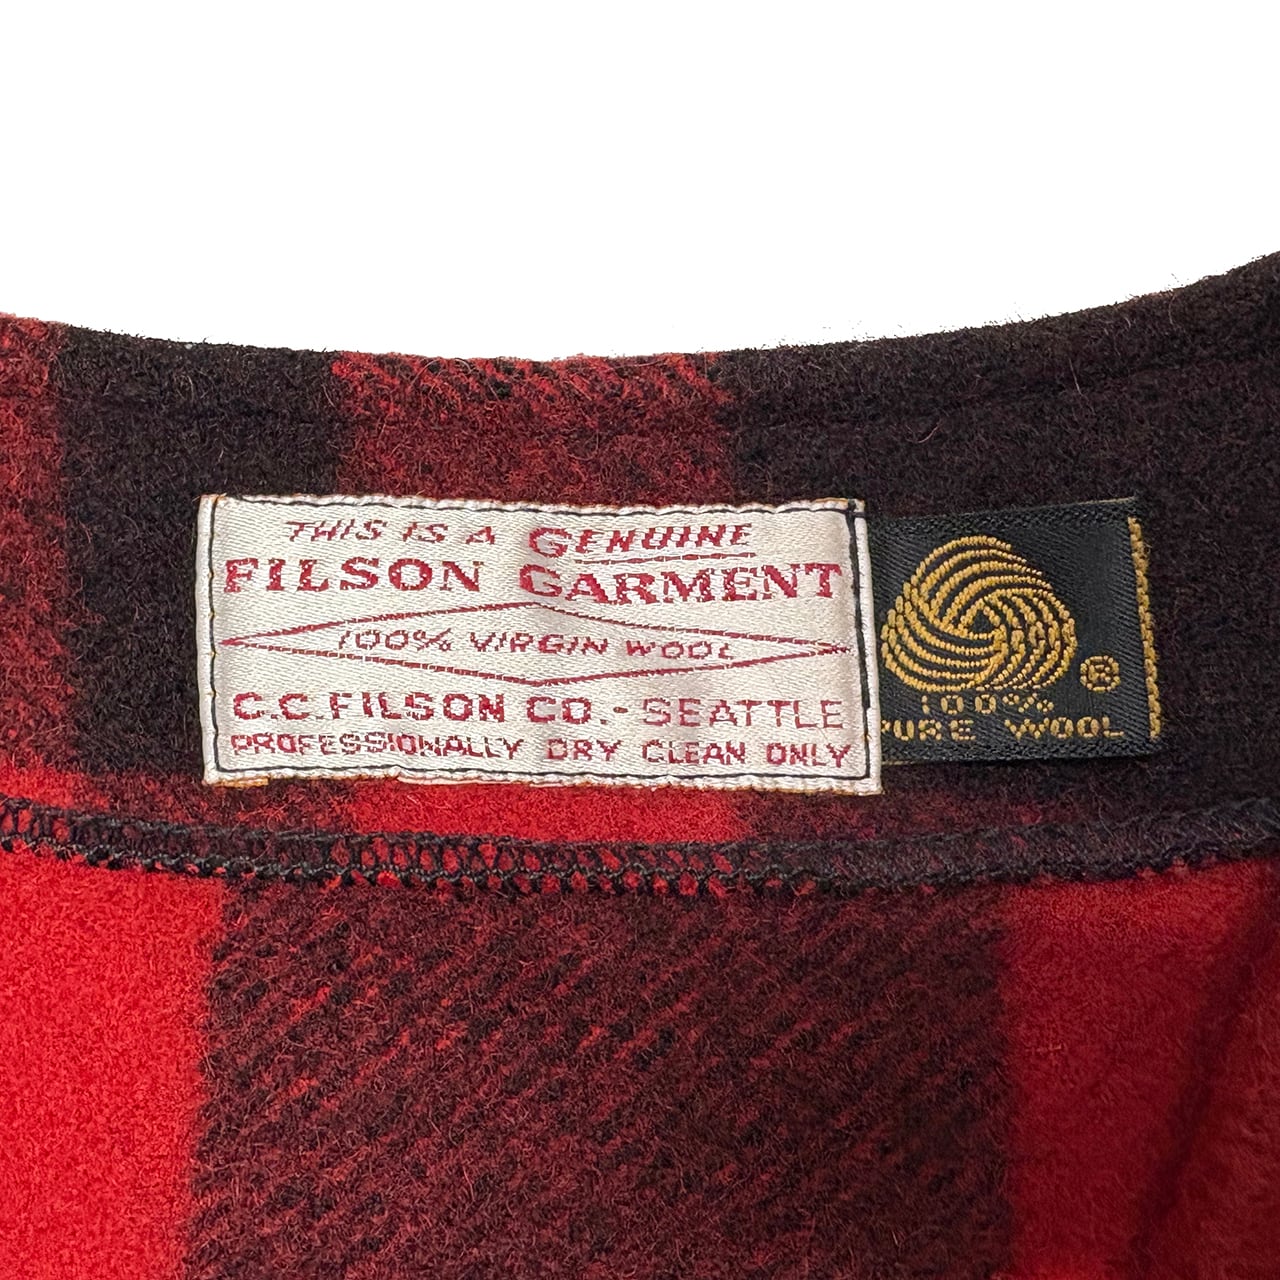 THIS IS A GENUINE
FILSON GARMENT
100% VIRGIN WOOL
C.C. FILSON CO. - SEATTLE
PROFESSIONALLY DRY CLEAN ONLY
®
100%
PURE WOOL